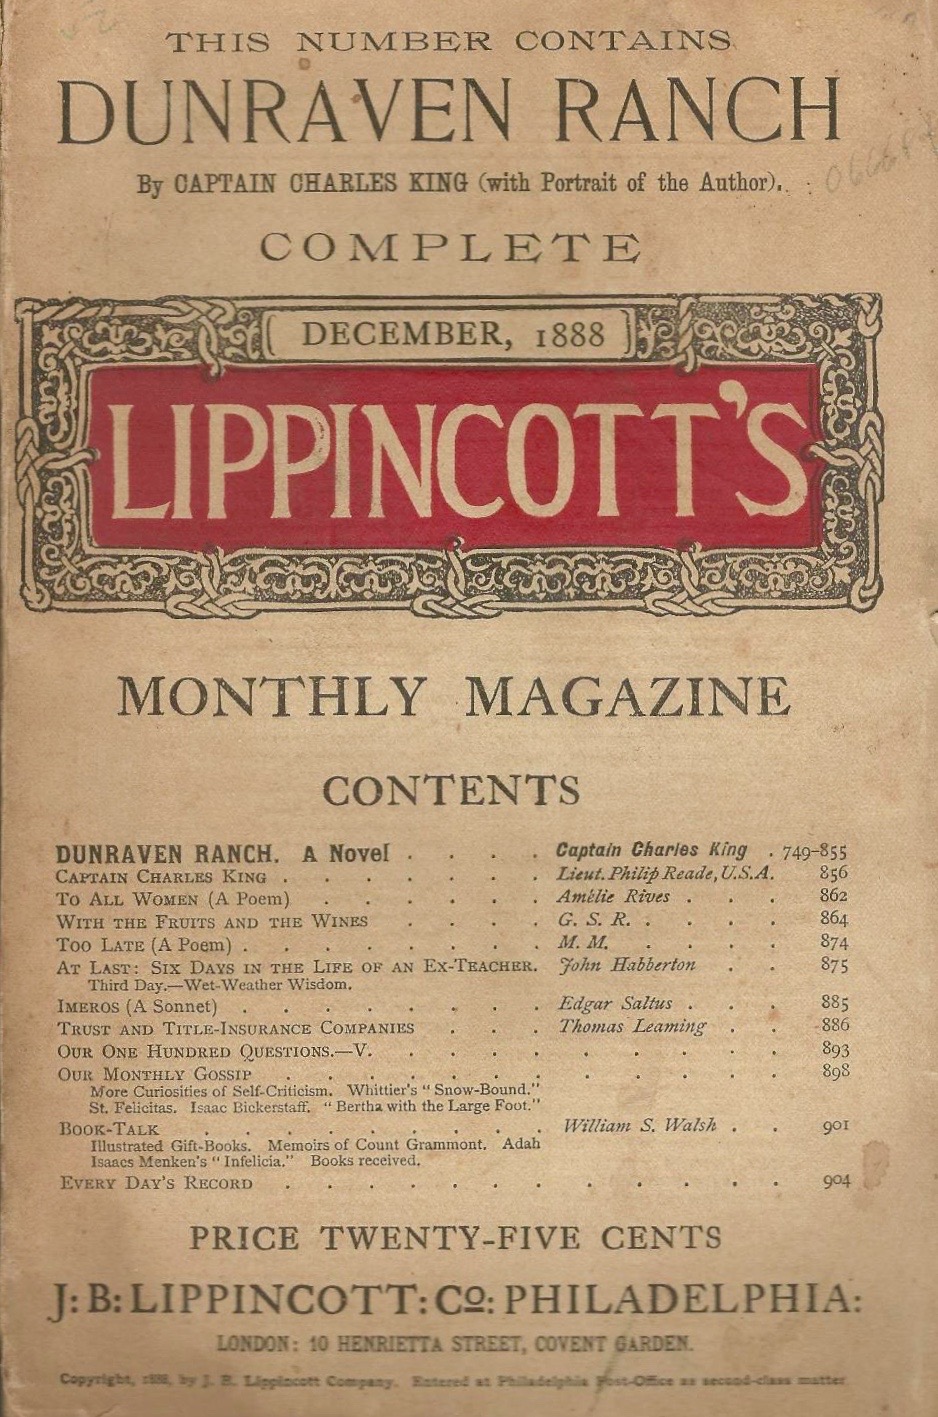 THIS NUMBER CONTAINS
DUNRAVEN RANCH
By CAPTAIN CHARLES KING (with Portrait of the Author).
COMPLETE
DECEMBER, 1888
LIPPINCOTT'S
MONTHLY MAGAZINE
CONTENTS
DUNRAVEN RANCH. A Novel . . . . Captain Charles King . 749-855
CAPTAIN CHARLES KING . . . . . . Lieut. Philip Reade, U.S.A. 856
TO ALL WOMEN (A Poem) . . . . . Amélie Rives . . . 862
WITH THE FRUITS AND THE WINES . . . . G. S. R. . . . . 864
TOO LATE (A Poem) . . . . . . . M. M. . . . . 874
AT LAST: SIX DAYS IN THE LIFE OF AN EX-TEACHER. John Habberton . . 875
Third Day.—Wet-Weather Wisdom.
IMEROS (A Sonnet) . . . . . . . Edgar Saltus . . . 885
TRUST AND TITLE-INSURANCE COMPANIES . . . Thomas Leaming . . 886
OUR ONE HUNDRED QUESTIONS.—V. . . . . . . . . . 893
OUR MONTHLY GOSSIP . . . . . . . . . . . 898
More Curiosities of Self-Criticism. Whittier's "Snow-Bound."
St. Felicitas. Isaac Bickerstaff. "Bertha with the Large Foot."
BOOK-TALK . . . . . . . . William S. Walsh . . 901
Illustrated Gift-Books. Memoirs of Count Grammont. Adah
Isaacs Menken's "Infelicia." Books received.
EVERY DAY'S RECORD . . . . . . . . . . 904
PRICE TWENTY-FIVE CENTS
J: B: LIPPINCOTT: Co: PHILADELPHIA:
LONDON: 10 HENRIETTA STREET, COVENT GARDEN.
Copyright, 1888, by J. B. Lippincott Company. Entered at Philadelphia Post-Office as second-class matter